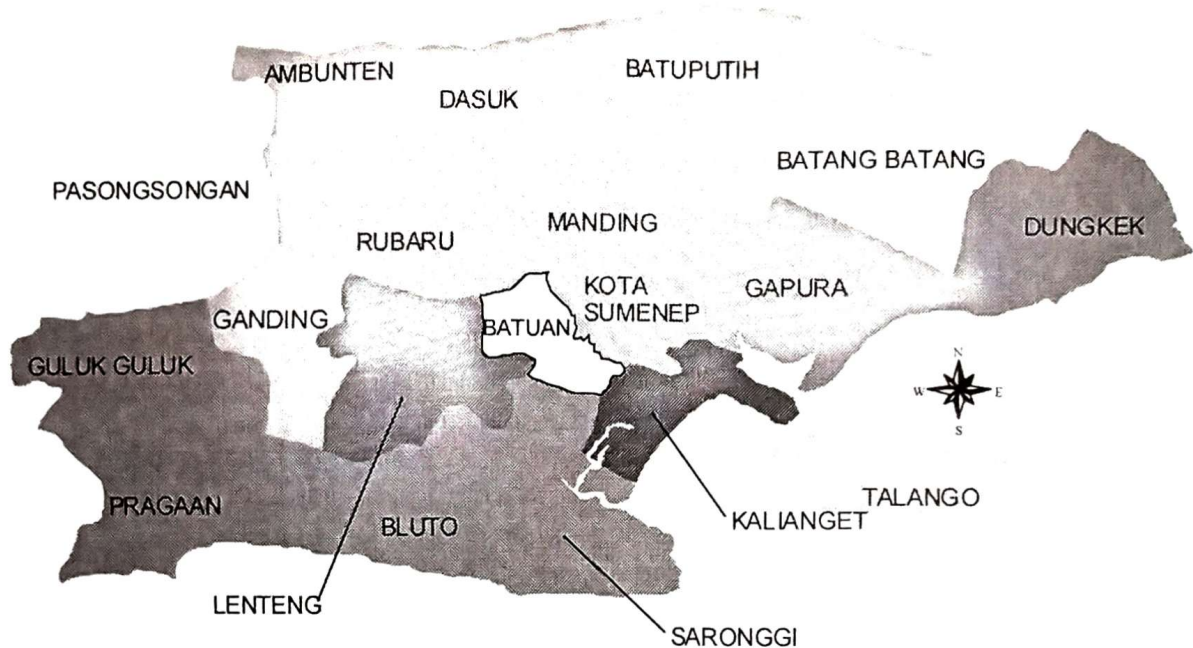 AMBUNTEN
BATUPUTIH
DASUK
BATANG BATANG
PASONGSONGAN
DUNGKEK
MANDING
RUBARU
KOTA
SUMENEP
GAPURA
GANDING
BATUAN
GULUK GULUK
N
W
E
S
PRAGAAN
TALANGO
KALIANGET
BLUTO
LENTENG
SARONGGI